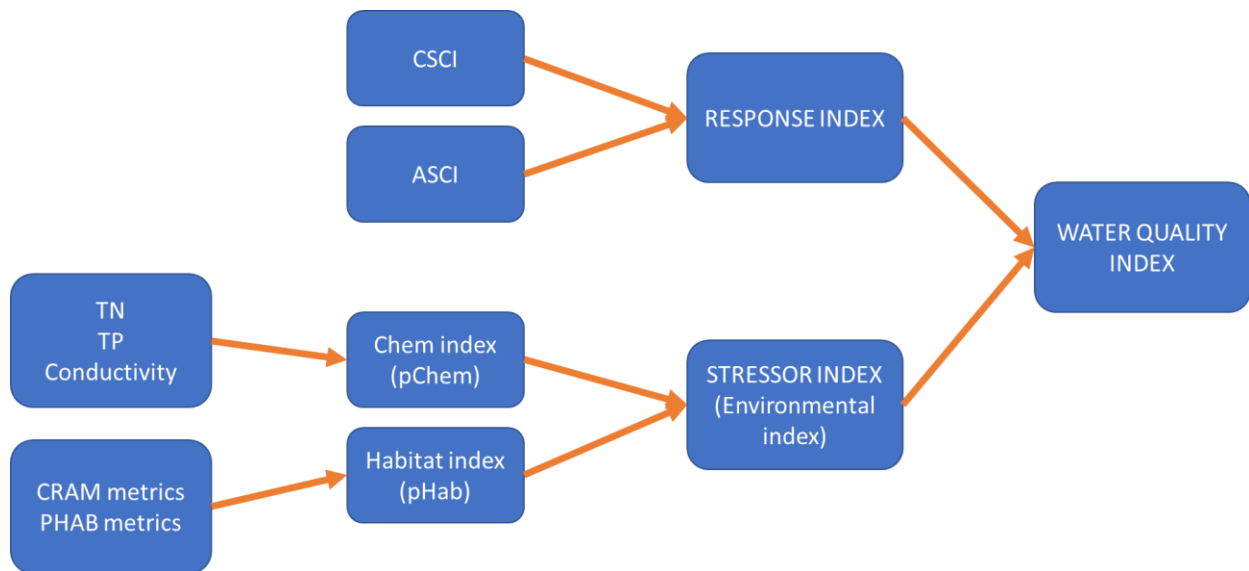 CSCI
ASCI
RESPONSE INDEX
WATER QUALITY
INDEX
TN
TP
Conductivity
Chem index
(pChem)
STRESSOR INDEX
(Environmental
index)
CRAM metrics
PHAB metrics
Habitat index
(pHab)